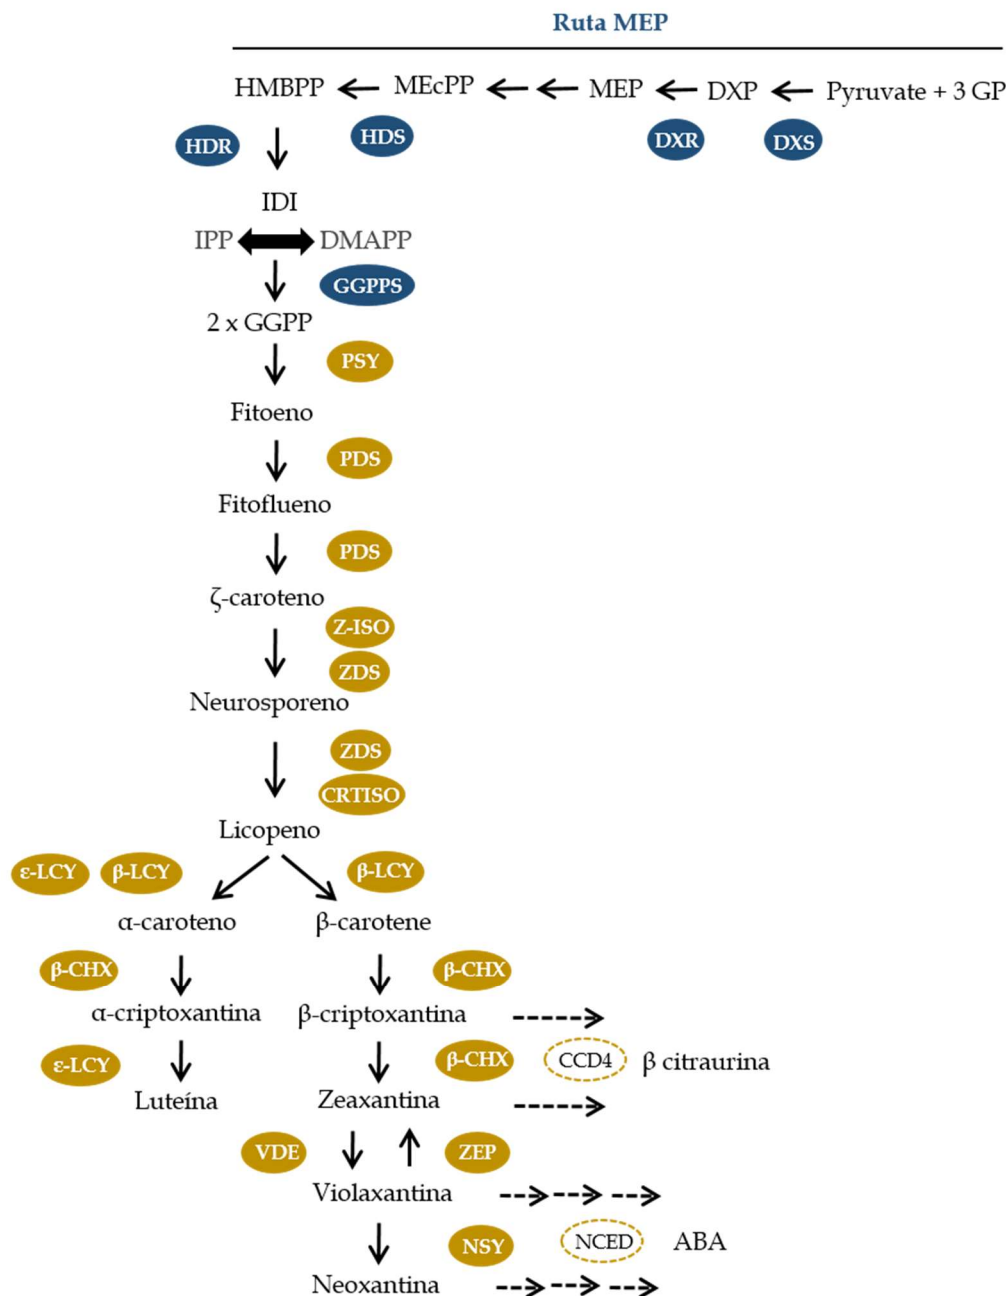 Ruta MEP
HMBPP MEcPP MEP DXP Pyruvate + 3 GP
HDR HDS DXR DXS
IDI
IPP DMAPP
GGPPS
2 x GGPP
PSY
Fitoeno
PDS
Fitoflueno
PDS
ζ-caroteno
Z-ISO
ZDS
Neurosporeno
ZDS
CRTISO
Licopeno
ε-LCY β-LCY β-LCY
α-caroteno β-carotene
β-CHX β-CHX
α-criptoxantina β-criptoxantina
ε-LCY β-CHX CCD4 β citraurina
Luteína Zeaxantina
VDE ZEP
Violaxantina
NSY NCED ABA
Neoxantina